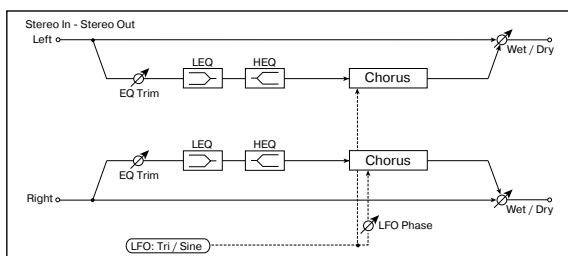 Stereo In - Stereo Out
Left
Wet / Dry
LEQ
HEQ
EQ Trim
Chorus
LEQ
HEQ
EQ Trim
Chorus
Right
Wet / Dry
LFO Phase
LFO: Tri / Sine